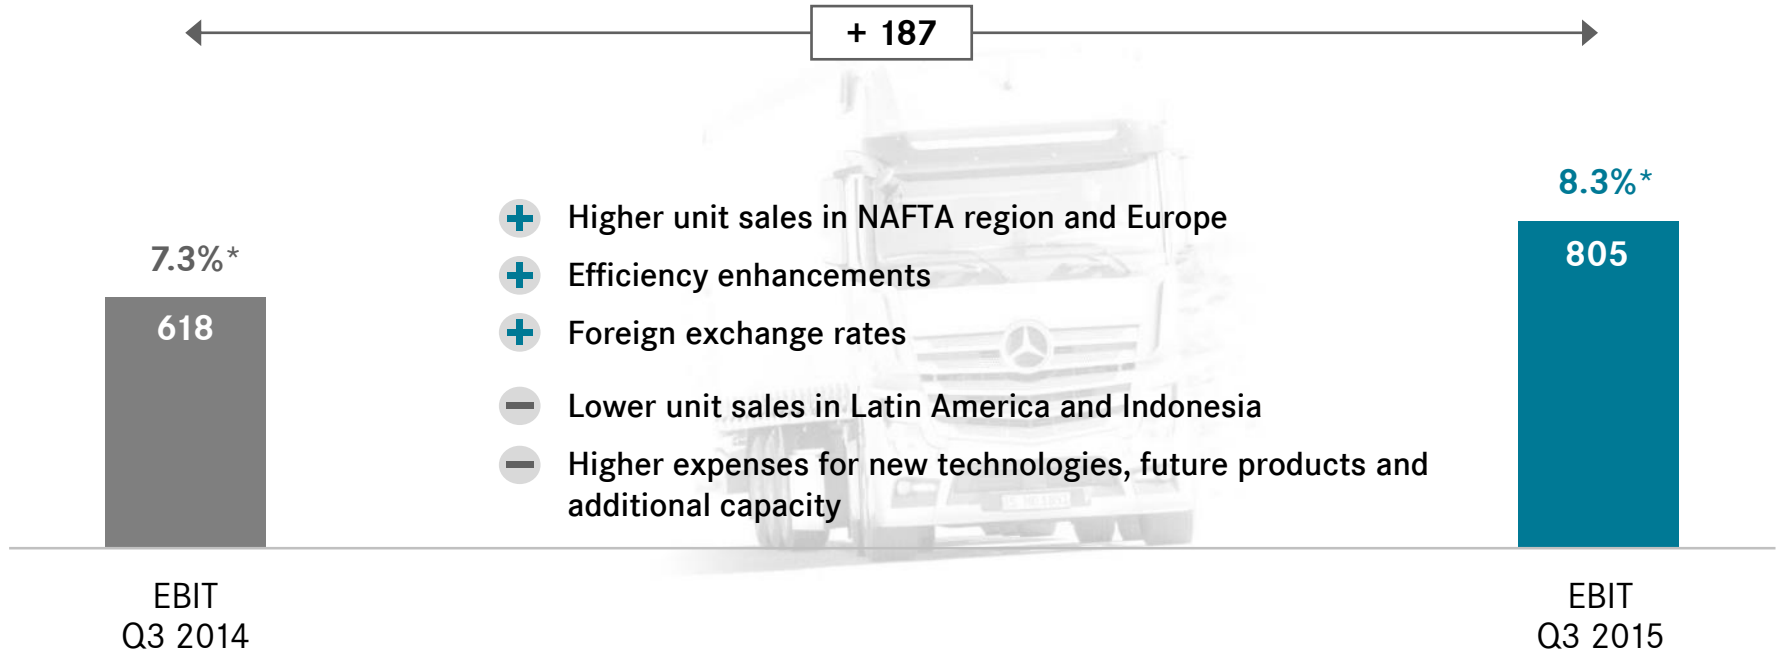 + 187
8.3%*
7.3%*
805
618
Higher unit sales in NAFTA region and Europe
Efficiency enhancements
Foreign exchange rates
Lower unit sales in Latin America and Indonesia
Higher expenses for new technologies, future products and
additional capacity
EBIT
Q3 2014
EBIT
Q3 2015